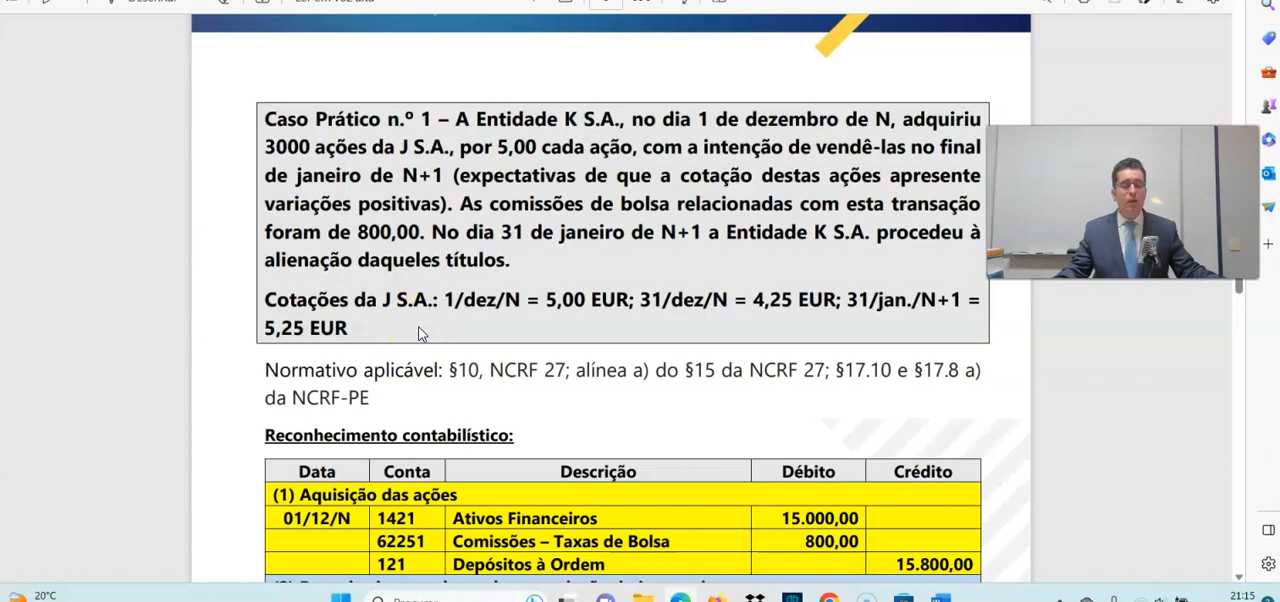 Caso Prático n.º 1 – A Entidade K S.A., no dia 1 de dezembro de N, adquiriu
3000 ações da J S.A., por 5,00 cada ação, com a intenção de vendê-las no final
de janeiro de N+1 (expectativas de que a cotação destas ações apresente
variações positivas). As comissões de bolsa relacionadas com esta transação
foram de 800,00. No dia 31 de janeiro de N+1 a Entidade K S.A. procedeu à
alienação daqueles títulos.
Cotações da J S.A.: 1/dez/N = 5,00 EUR; 31/dez/N = 4,25 EUR; 31/jan./N+1 =
5,25 EUR
Normativo aplicável: §10, NCRF 27; alínea a) do §15 da NCRF 27; §17.10 e §17.8 a)
da NCRF-PE
Reconhecimento contabilístico:
Data Conta Descrição Débito Crédito
(1) Aquisição das ações
01/12/N 1421 Ativos Financeiros 15.000,00
62251 Comissões – Taxas de Bolsa 800,00
121 Depósitos à Ordem 15.800,00
20°C
21:15